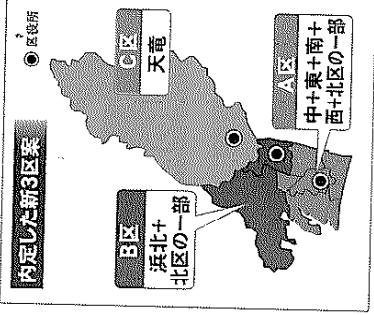 内定した新3区案
◉区役所
C区
天竜
B区
浜北+
北区の一部
A区
中+東+南+
西+北区の一部